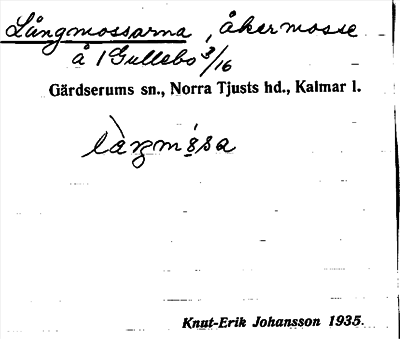 Långmossarna, åkermosse
å 1 Gullebo 3/16
Gärdserums sn., Norra Tjusts hd., Kalmar l.
Knut-Erik Johansson 1935.